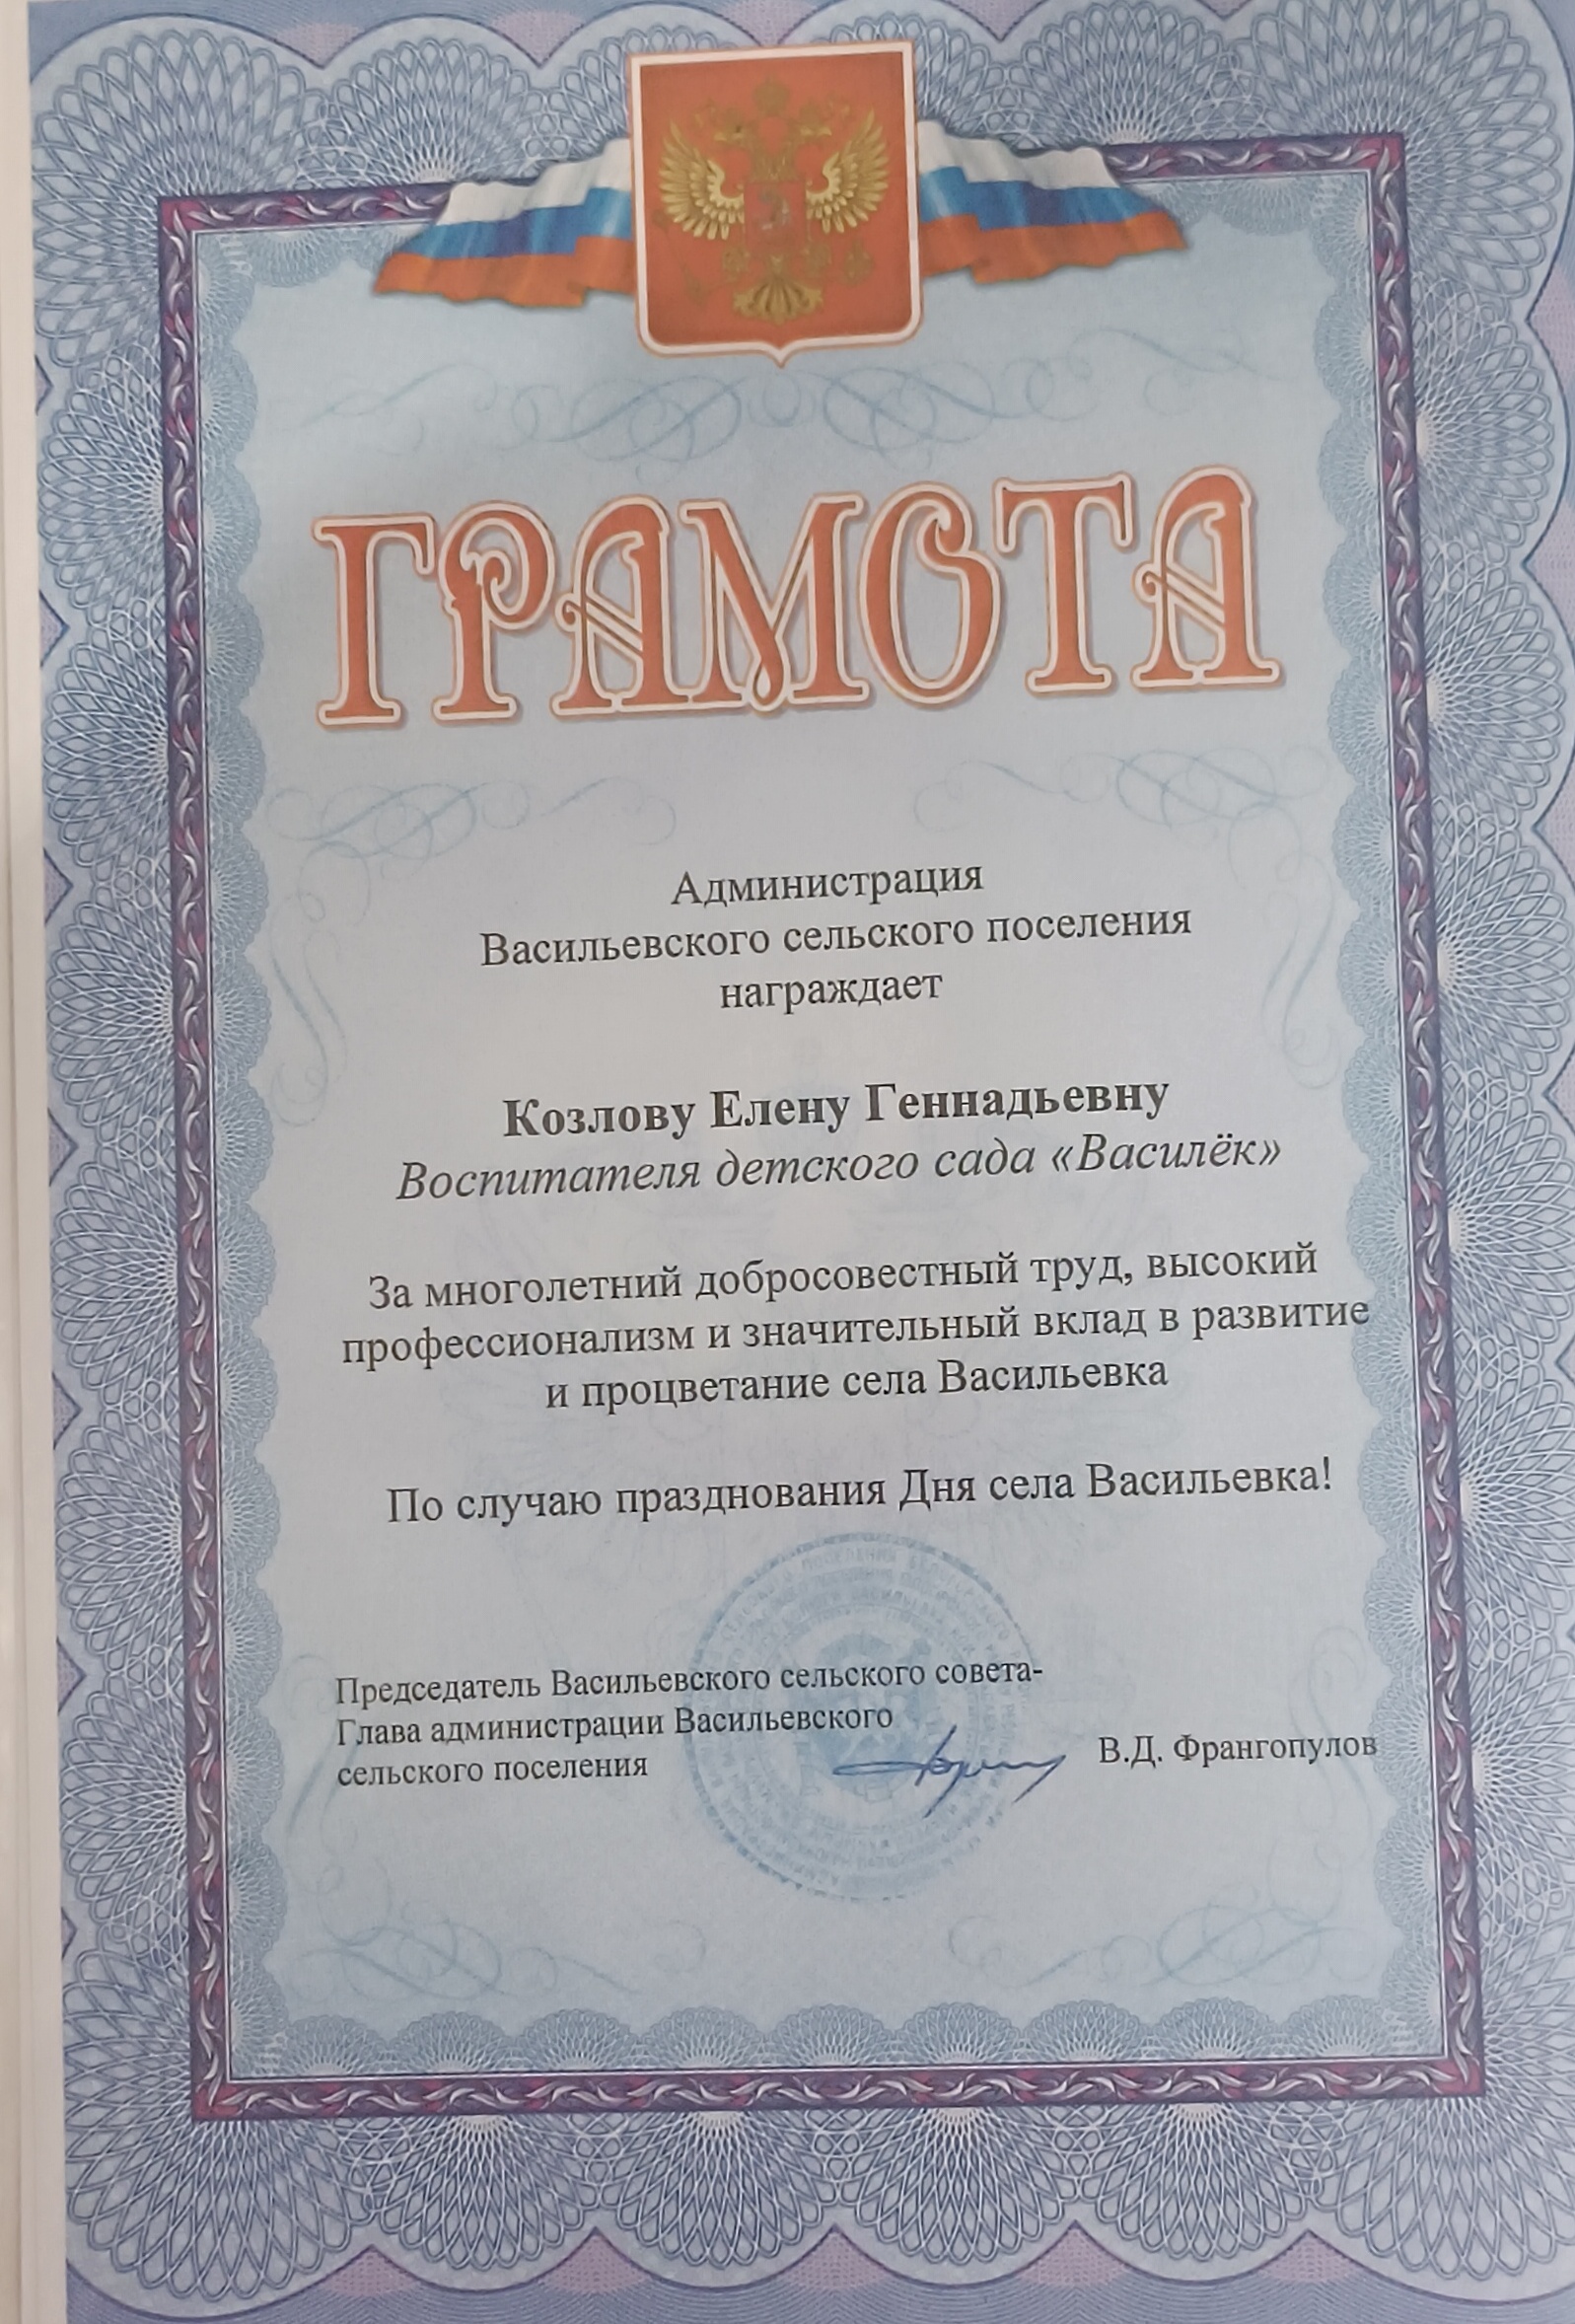 ГРАМОТА
Администрация
Васильевского сельского поселения
награждает
Козлову Елену Геннадьевну
Воспитателя детского сада «Василёк»
За многолетний добросовестный труд, высокий
профессионализм и значительный вклад в развитие
и процветание села Васильевка
По случаю празднования Дня села Васильевка!
Председатель Васильевского сельского совета-
Глава администрации Васильевского
сельского поселения
В.Д. Франгопулов